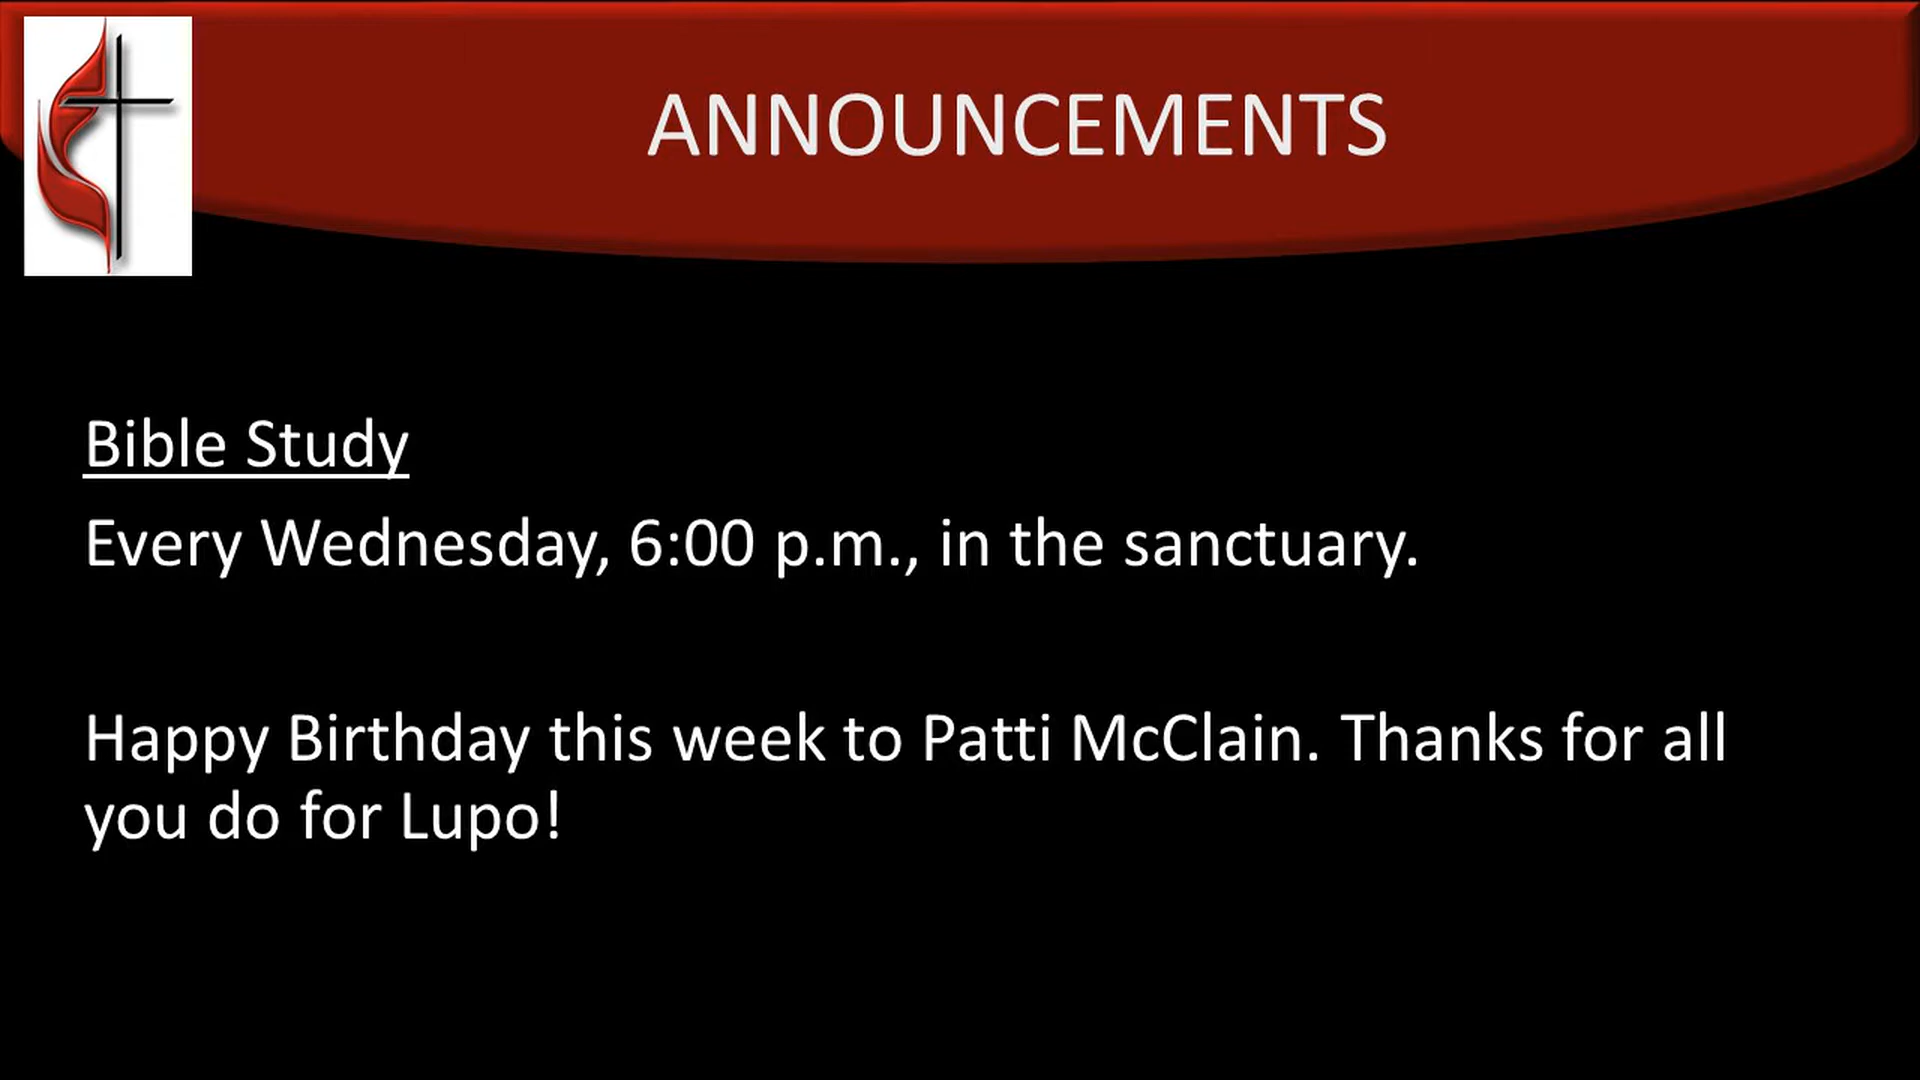 ANNOUNCEMENTS
Bible Study
Every Wednesday, 6:00 p.m., in the sanctuary.
Happy Birthday this week to Patti McClain. Thanks for all
you do for Lupo!